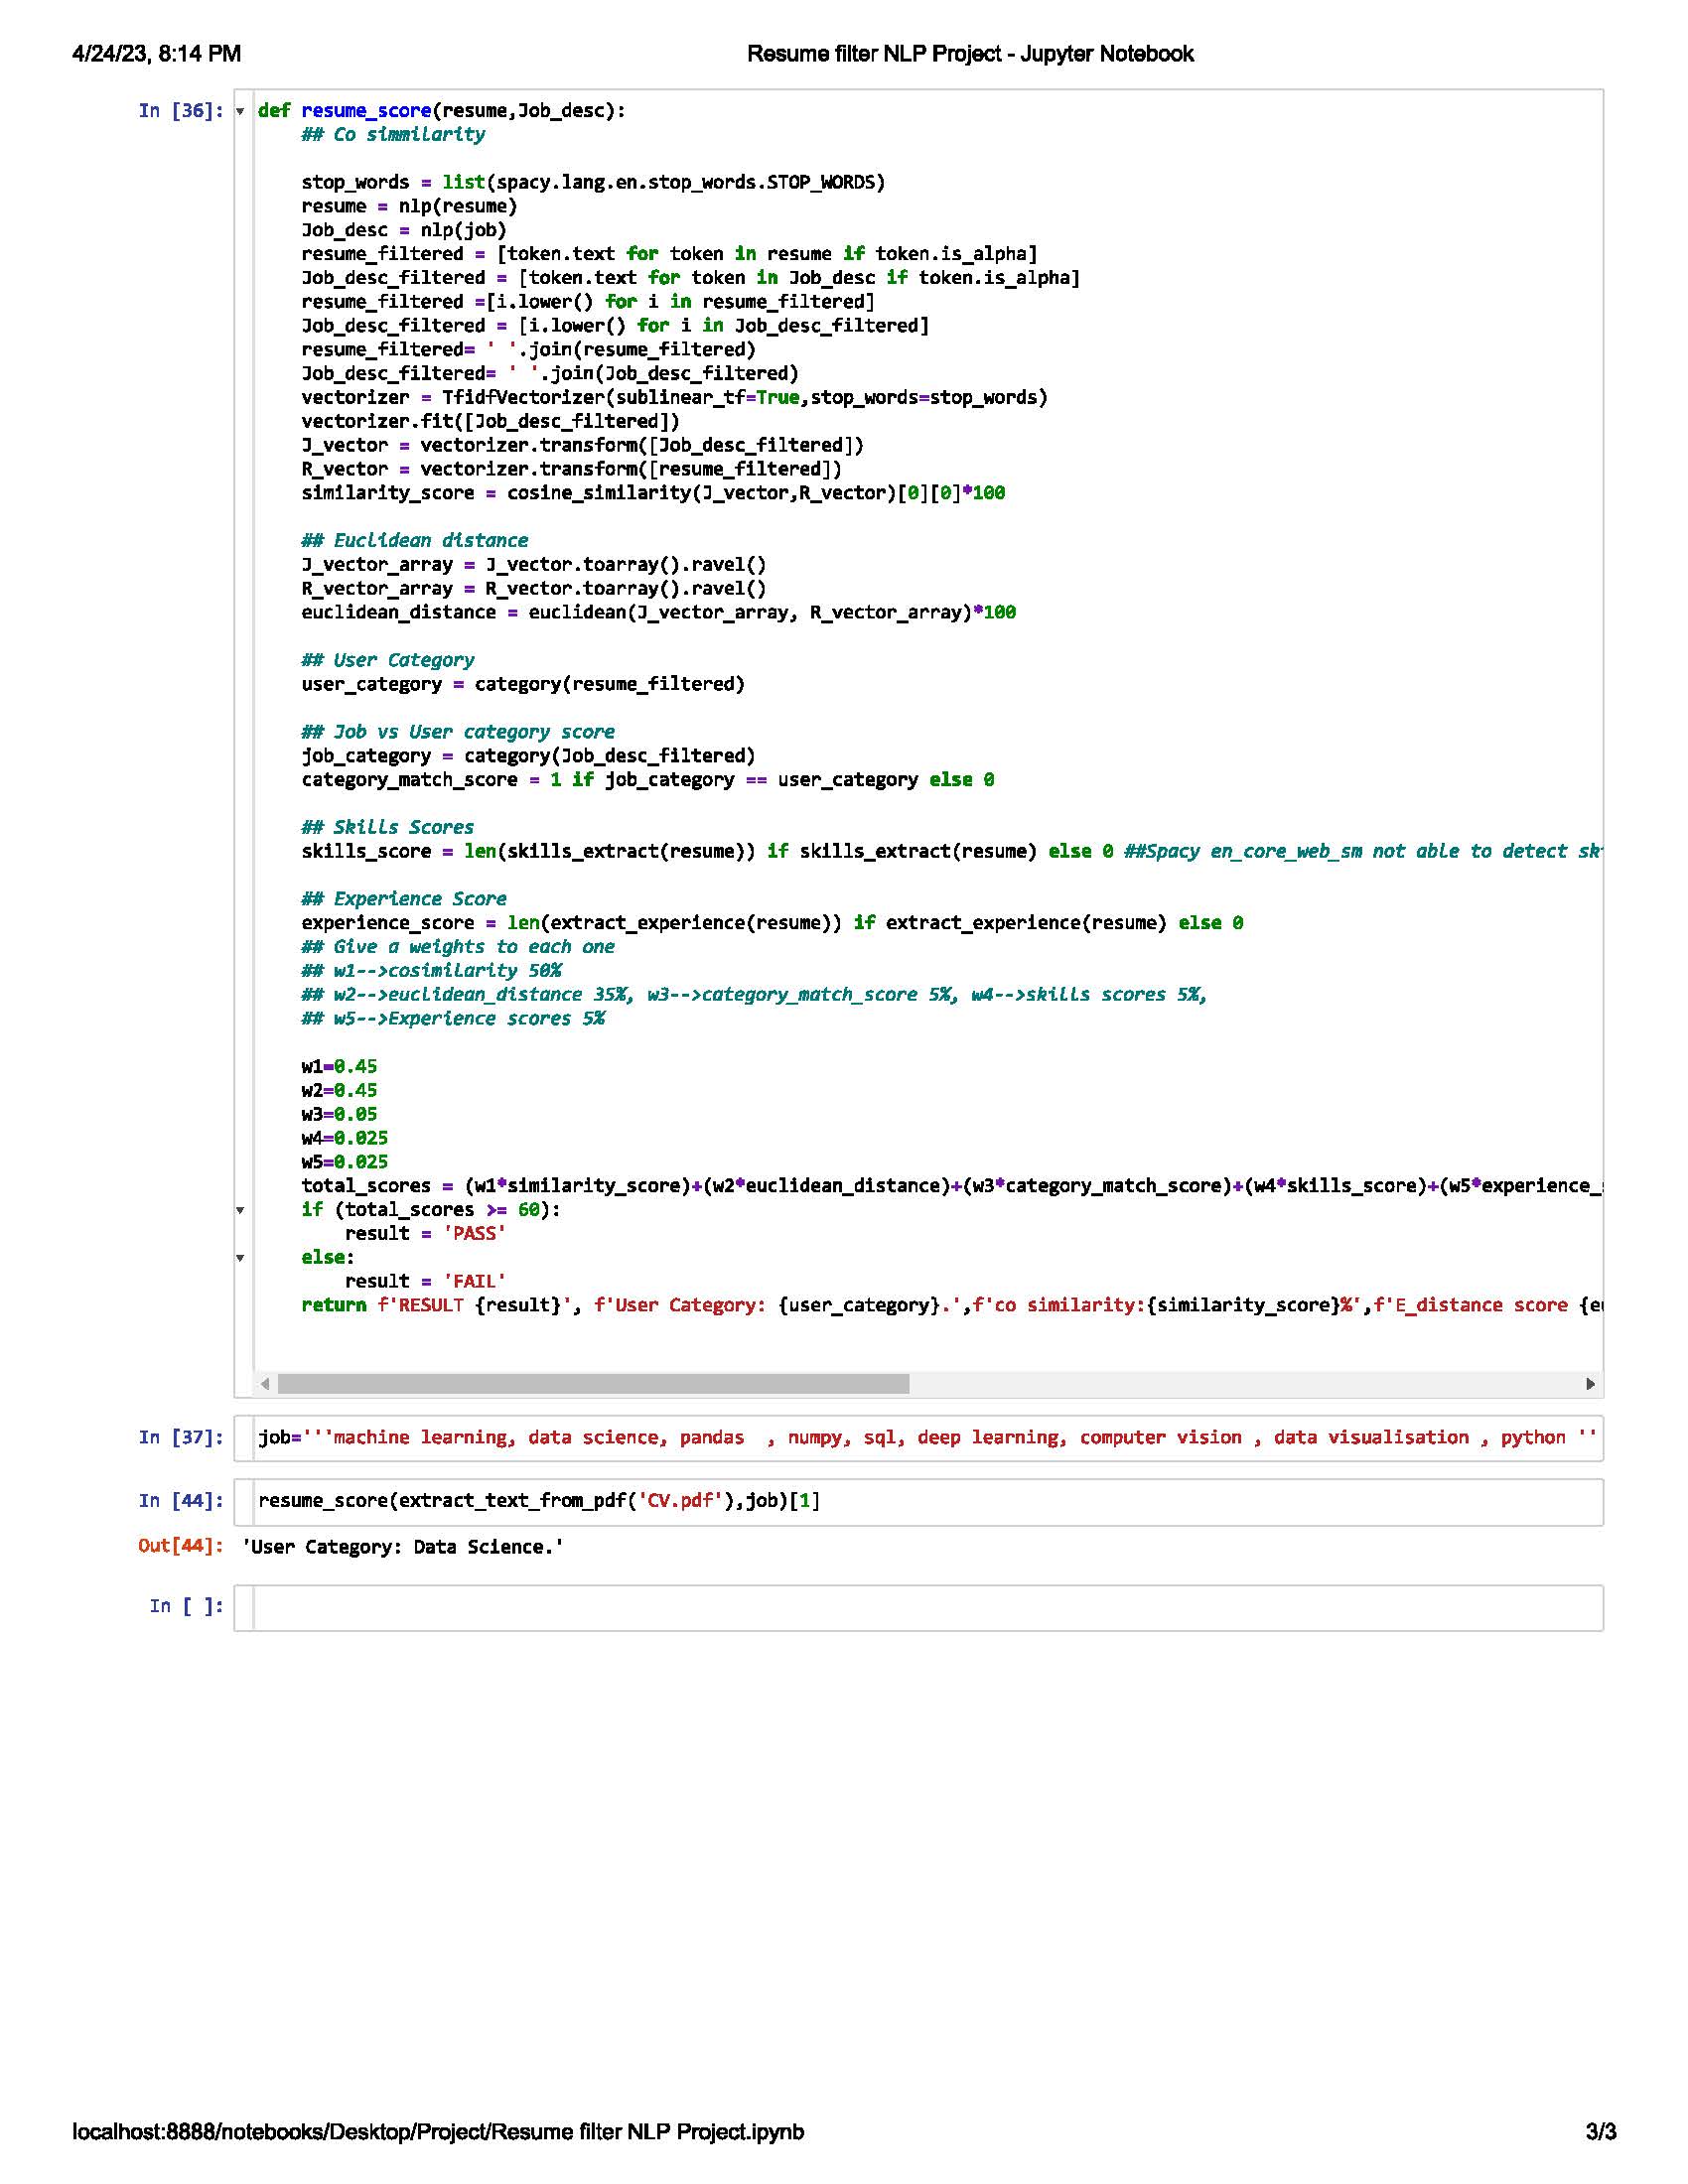 4/24/23, 8:14 PM Resume filter NLP Project - Jupyter Notebook
In [36]: def resume_score(resume,Job_desc):
    ## Co simmilarity

    stop_words = list(spacy.lang.en.stop_words.STOP_WORDS)
    resume = nlp(resume)
    Job_desc = nlp(job)
    resume_filtered = [token.text for token in resume if token.is_alpha]
    Job_desc_filtered = [token.text for token in Job_desc if token.is_alpha]
    resume_filtered =[i.lower() for i in resume_filtered]
    Job_desc_filtered = [i.lower() for i in Job_desc_filtered]
    resume_filtered= ' '.join(resume_filtered)
    Job_desc_filtered= ' '.join(Job_desc_filtered)
    vectorizer = TfidfVectorizer(sublinear_tf=True,stop_words=stop_words)
    vectorizer.fit([Job_desc_filtered])
    J_vector = vectorizer.transform([Job_desc_filtered])
    R_vector = vectorizer.transform([resume_filtered])
    similarity_score = cosine_similarity(J_vector,R_vector)[0][0]*100

    ## Euclidean distance
    J_vector_array = J_vector.toarray().ravel()
    R_vector_array = R_vector.toarray().ravel()
    euclidean_distance = euclidean(J_vector_array, R_vector_array)*100

    ## User Category
    user_category = category(resume_filtered)

    ## Job vs User category score
    job_category = category(Job_desc_filtered)
    category_match_score = 1 if job_category == user_category else 0

    ## Skills Scores
    skills_score = len(skills_extract(resume)) if skills_extract(resume) else 0 ##Spacy en_core_web_sm not able to detect sk

    ## Experience Score
    experience_score = len(extract_experience(resume)) if extract_experience(resume) else 0
    ## Give a weights to each one
    ## w1-->cosimilarity 50%
    ## w2-->euclidean_distance 35%, w3-->category_match_score 5%, w4-->skills scores 5%,
    ## w5-->Experience scores 5%

    w1=0.45
    w2=0.45
    w3=0.05
    w4=0.025
    w5=0.025
    total_scores = (w1*similarity_score)+(w2*euclidean_distance)+(w3*category_match_score)+(w4*skills_score)+(w5*experience_
    if (total_scores >= 60):
        result = 'PASS'
    else:
        result = 'FAIL'
    return f'RESULT {result}', f'User Category: {user_category}.',f'co similarity:{similarity_score}%',f'E_distance score {e
In [37]: job='''machine learning, data science, pandas  , numpy, sql, deep learning, computer vision , data visualisation , python ''
In [44]: resume_score(extract_text_from_pdf('CV.pdf'),job)[1]
Out[44]: 'User Category: Data Science.'
In [ ]:
localhost:8888/notebooks/Desktop/Project/Resume filter NLP Project.ipynb 3/3